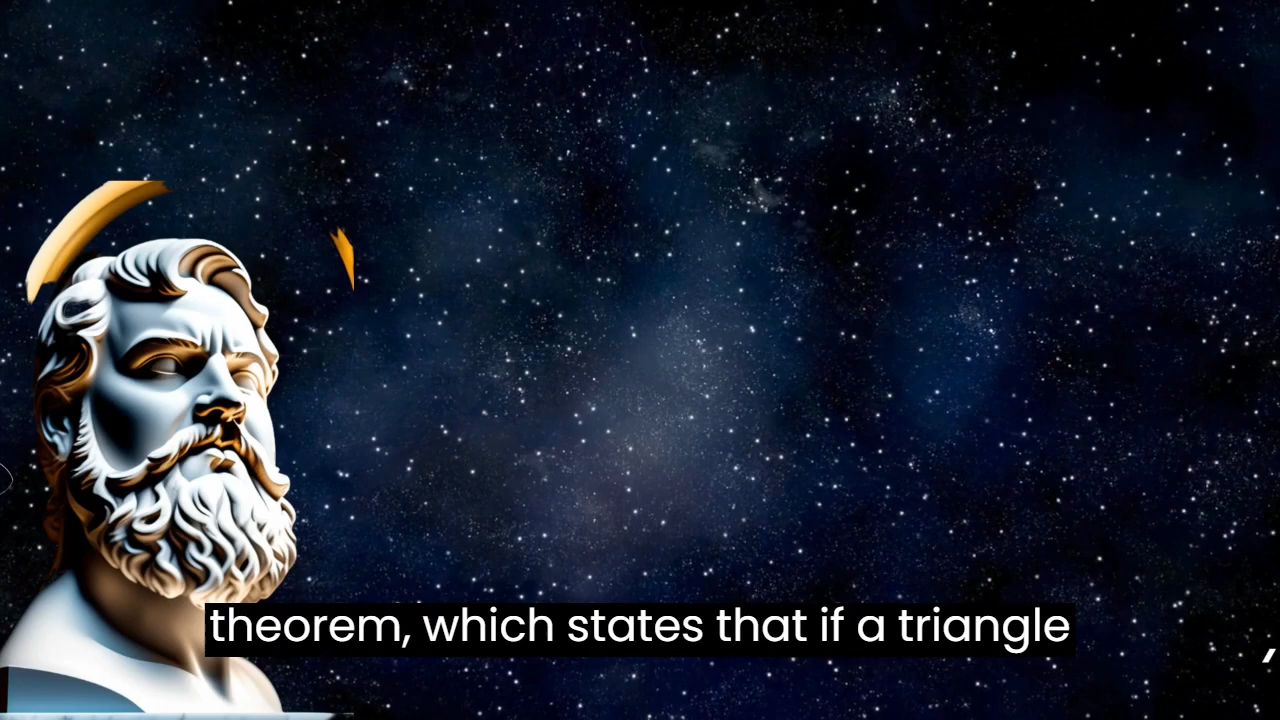 theorem, which states that if a triangle
,